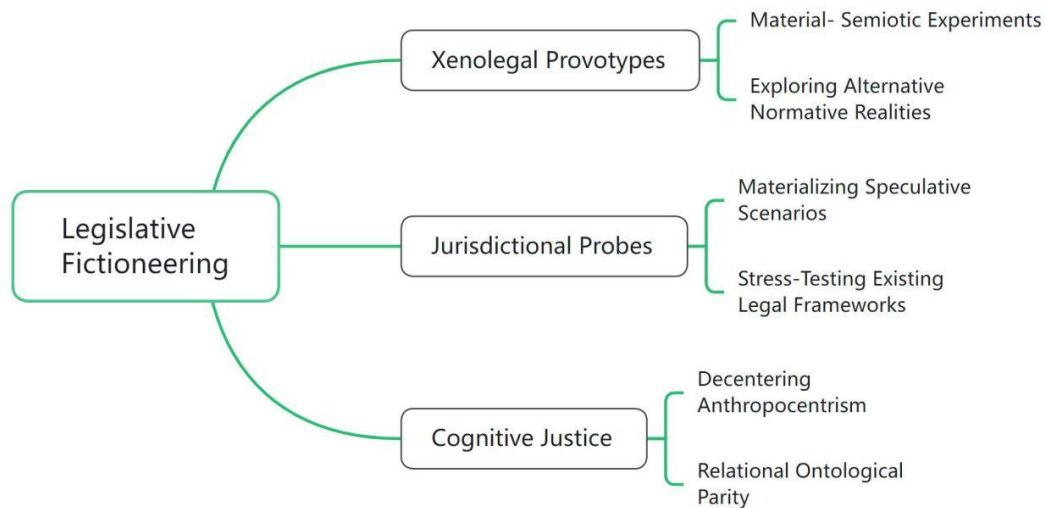 Legislative
Fictioneering
Xenolegal Provotypes
Material- Semiotic Experiments
Exploring Alternative
Normative Realities
Jurisdictional Probes
Materializing Speculative
Scenarios
Stress-Testing Existing
Legal Frameworks
Cognitive Justice
Decentering
Anthropocentrism
Relational Ontological
Parity